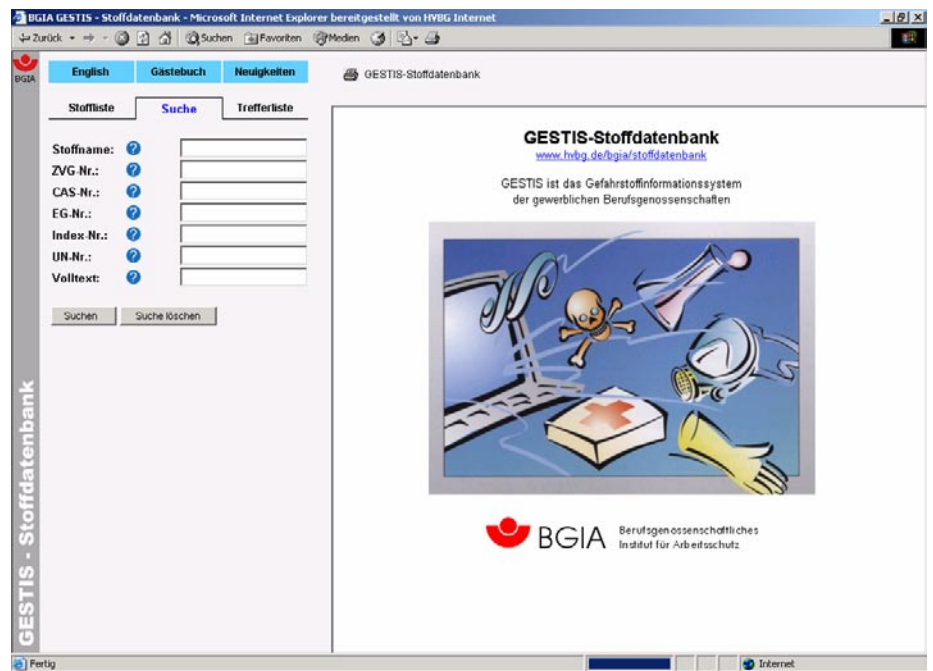 BGIA GESTIS - Stoffdatenbank - Microsoft Internet Explorer bereitgestellt von HVBG Internet
Zurück Suchen Favoriten Medien
BGIA
English Gästebuch Neuigkeiten
GESTIS-Stoffdatenbank
Stoffliste Suche Trefferliste
Stoffname:
ZVG-Nr.:
CAS-Nr.:
EG-Nr.:
Index-Nr.:
UN-Nr.:
Volltext:
Suchen Suche löschen
GESTIS - Stoffdatenbank
GESTIS-Stoffdatenbank
www.hvbg.de/bgia/stoffdatenbank
GESTIS ist das Gefahrstoffinformationssystem
der gewerblichen Berufsgenossenschaften
BGIA Berufsgenossenschaftliches
Institut für Arbeitsschutz
Fertig
Internet